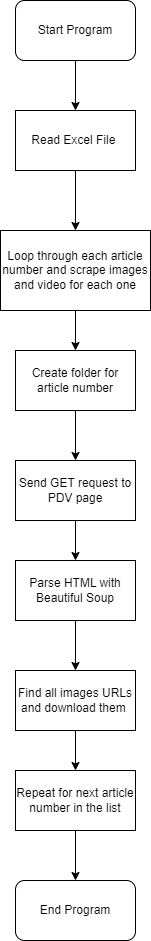 Start Program
Read Excel File
Loop through each article
number and scrape images
and video for each one
Create folder for
article number
Send GET request to
PDV page
Parse HTML with
Beautiful Soup
Find all images URLs
and download them
Repeat for next article
number in the list
End Program